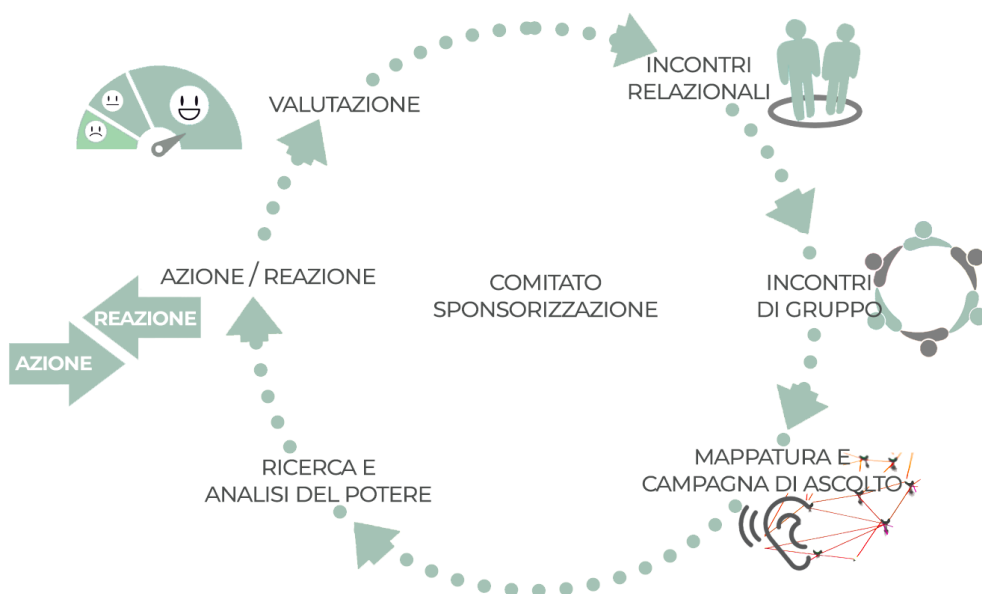 INCONTRI
RELAZIONALI
VALUTAZIONE
AZIONE / REAZIONE
COMITATO
SPONSORIZZAZIONE
INCONTRI
DI GRUPPO
REAZIONE
AZIONE
MAPPATURA E
CAMPAGNA DI ASCOLTO
RICERCA E
ANALISI DEL POTERE